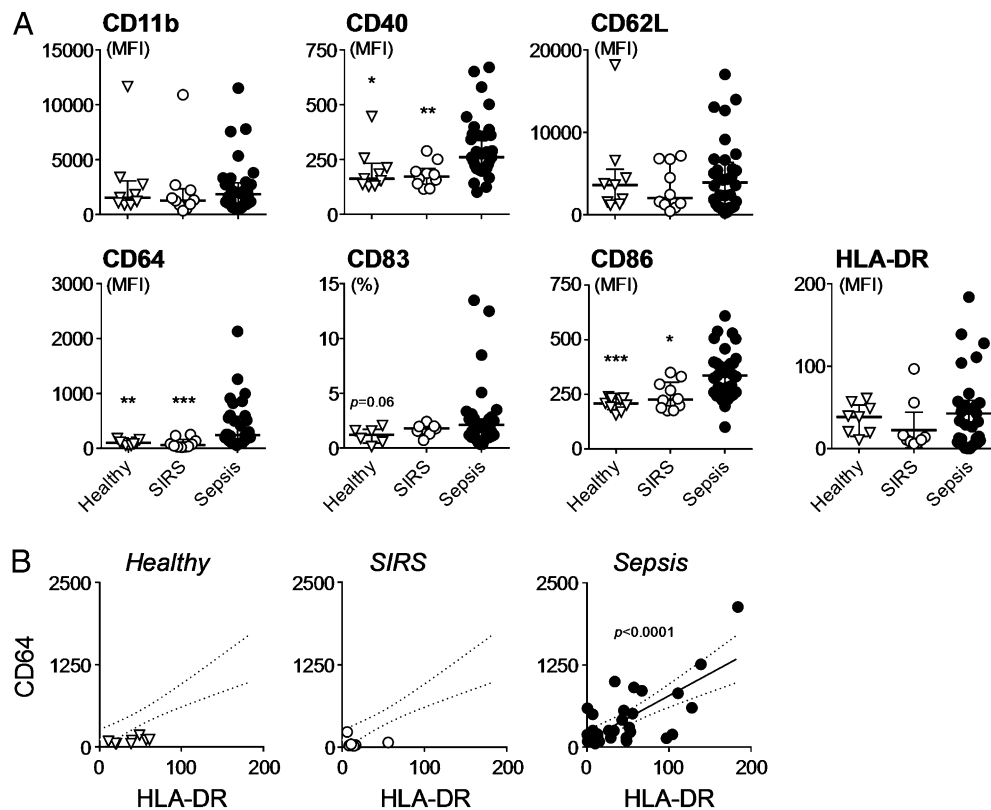 A
CD11b
(MFI)
15000
10000
5000
0
CD40
(MFI)
750
500
250
0
*
**
CD62L
(MFI)
20000
10000
0
CD64
(MFI)
3000
2000
1000
0
**
***
Healthy
SIRS
Sepsis
CD83
(%)
15
10
5
0
p=0.06
Healthy
SIRS
Sepsis
CD86
(MFI)
750
500
250
0
***
*
Healthy
SIRS
Sepsis
HLA-DR
(MFI)
200
100
0
Healthy
SIRS
Sepsis
B
Healthy
CD64
2500
1250
0
0 100 200
HLA-DR
SIRS
2500
1250
0
0 100 200
HLA-DR
Sepsis
2500
1250
0
p<0.0001
0 100 200
HLA-DR